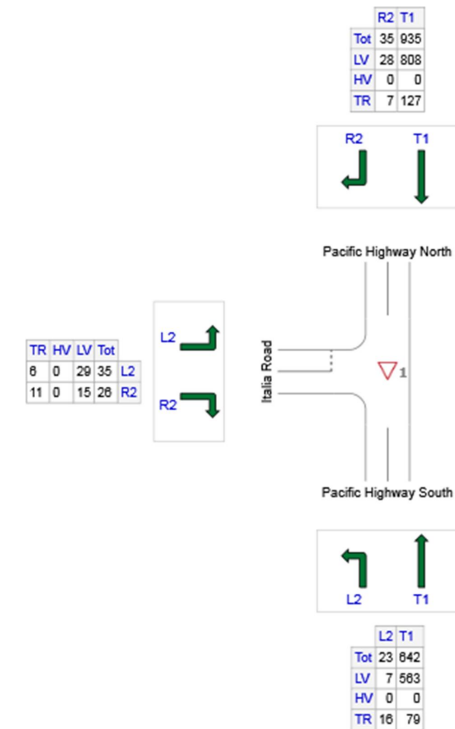 R2 T1
Tot 35 935
LV 28 808
HV 0 0
TR 7 127
R2 T1
Pacific Highway North
TR HV LV Tot
6 0 29 35 L2
11 0 15 26 R2
L2
R2
Italia Road
1
Pacific Highway South
L2 T1
L2 T1
Tot 23 642
LV 7 563
HV 0 0
TR 16 79